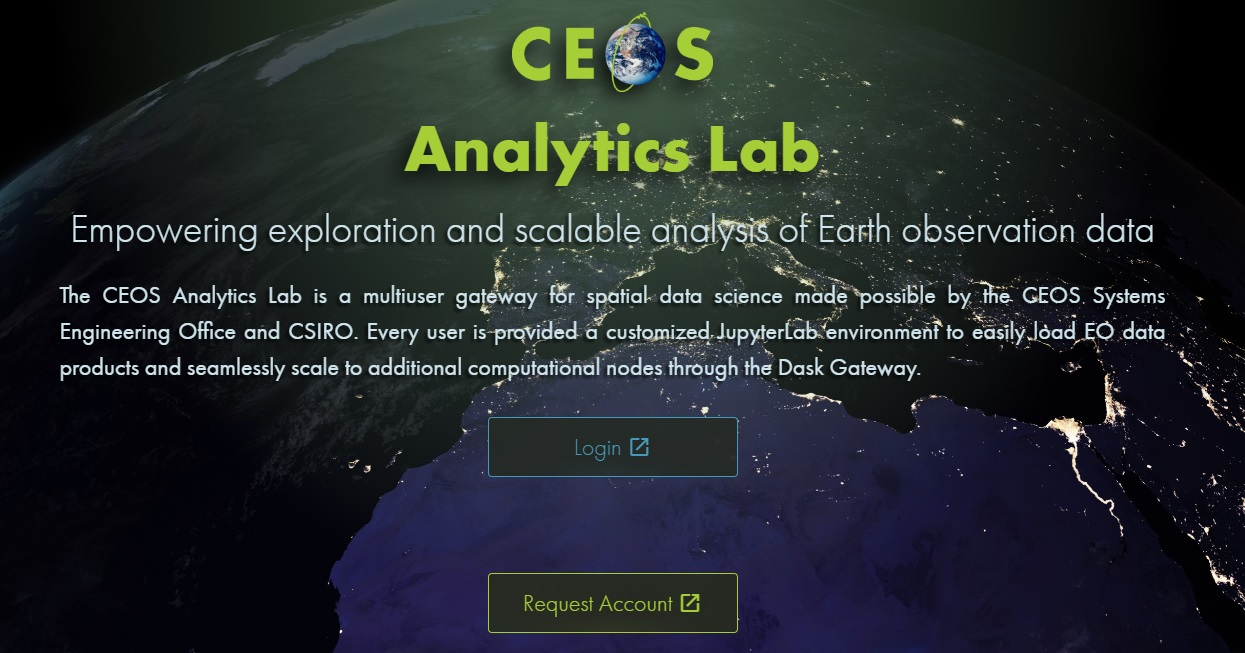 CEOS
Analytics Lab
Empowering exploration and scalable analysis of Earth observation data
The CEOS Analytics Lab is a multiuser gateway for spatial data science made possible by the CEOS Systems
Engineering Office and CSIRO. Every user is provided a customized JupyterLab environment to easily load EO data
products and seamlessly scale to additional computational nodes through the Dask Gateway.
Login
Request Account